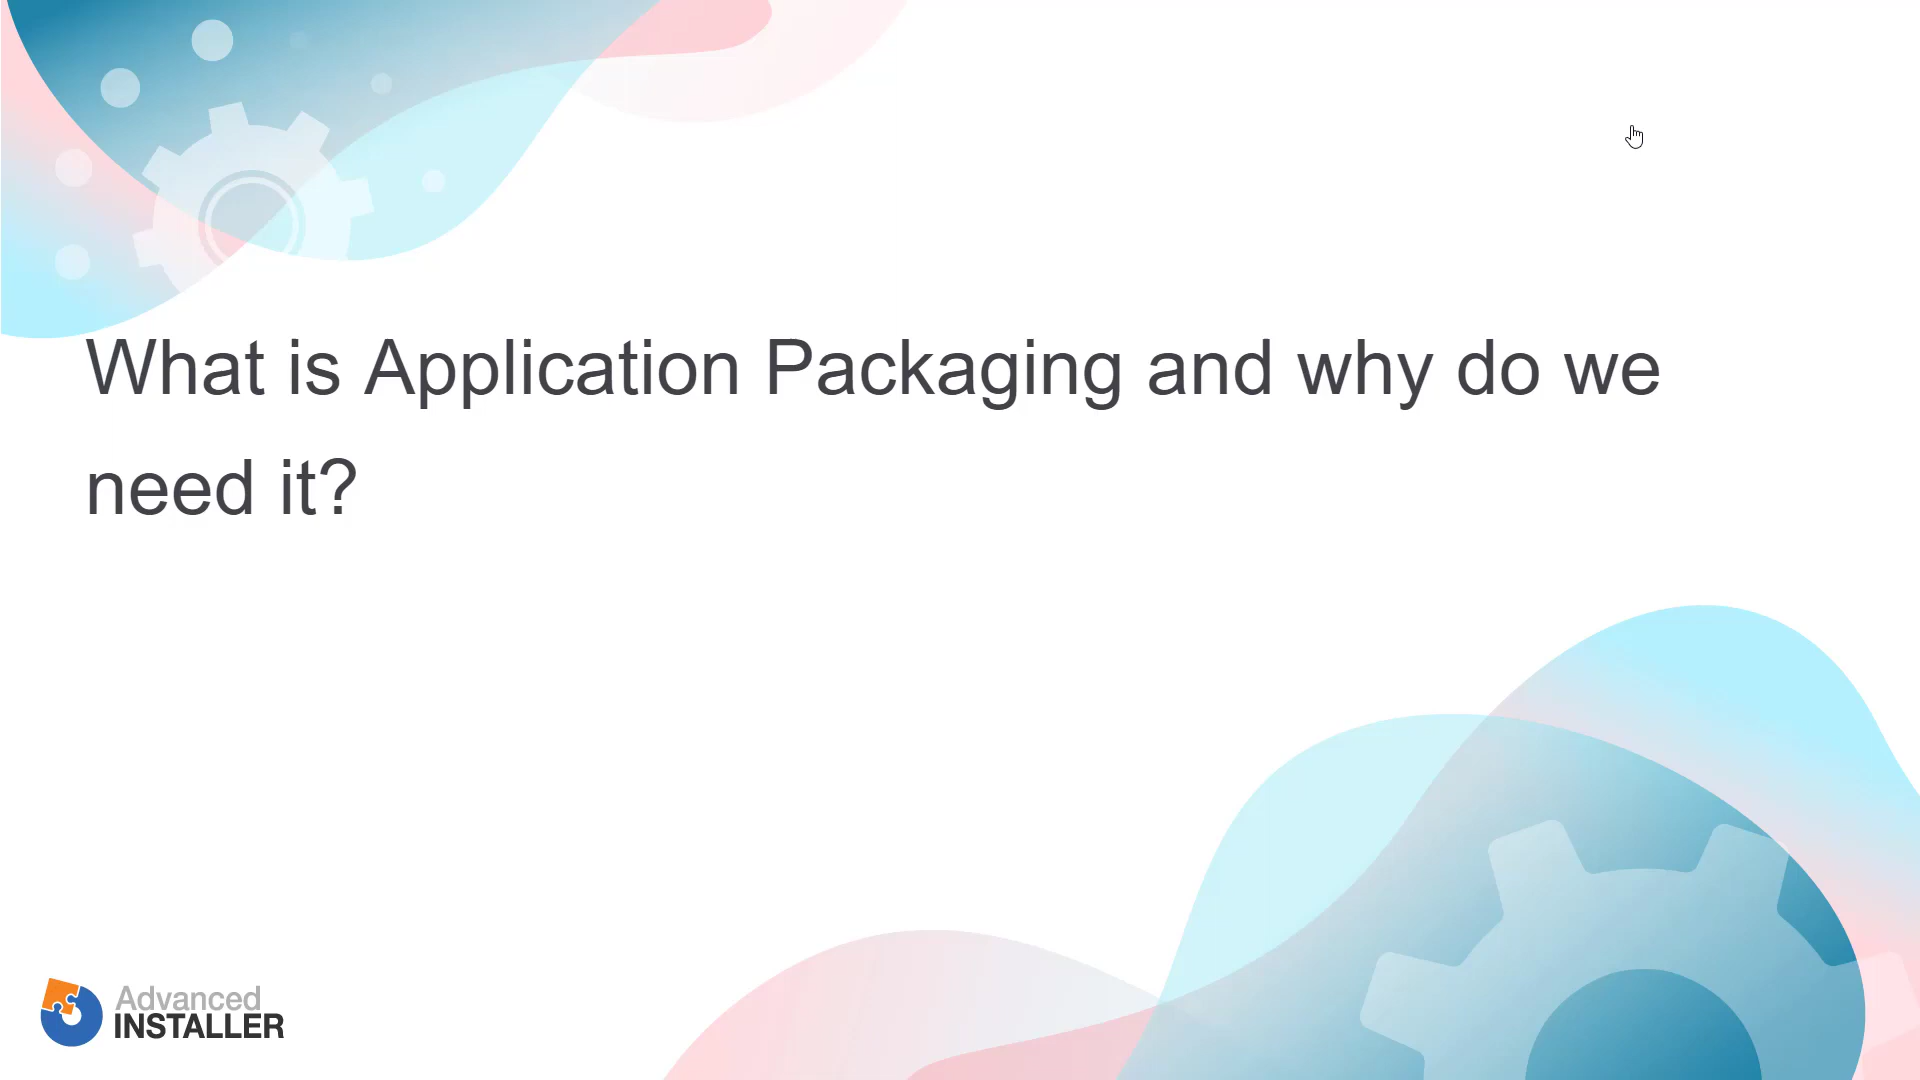 What is Application Packaging and why do we
need it?
Advanced
INSTALLER